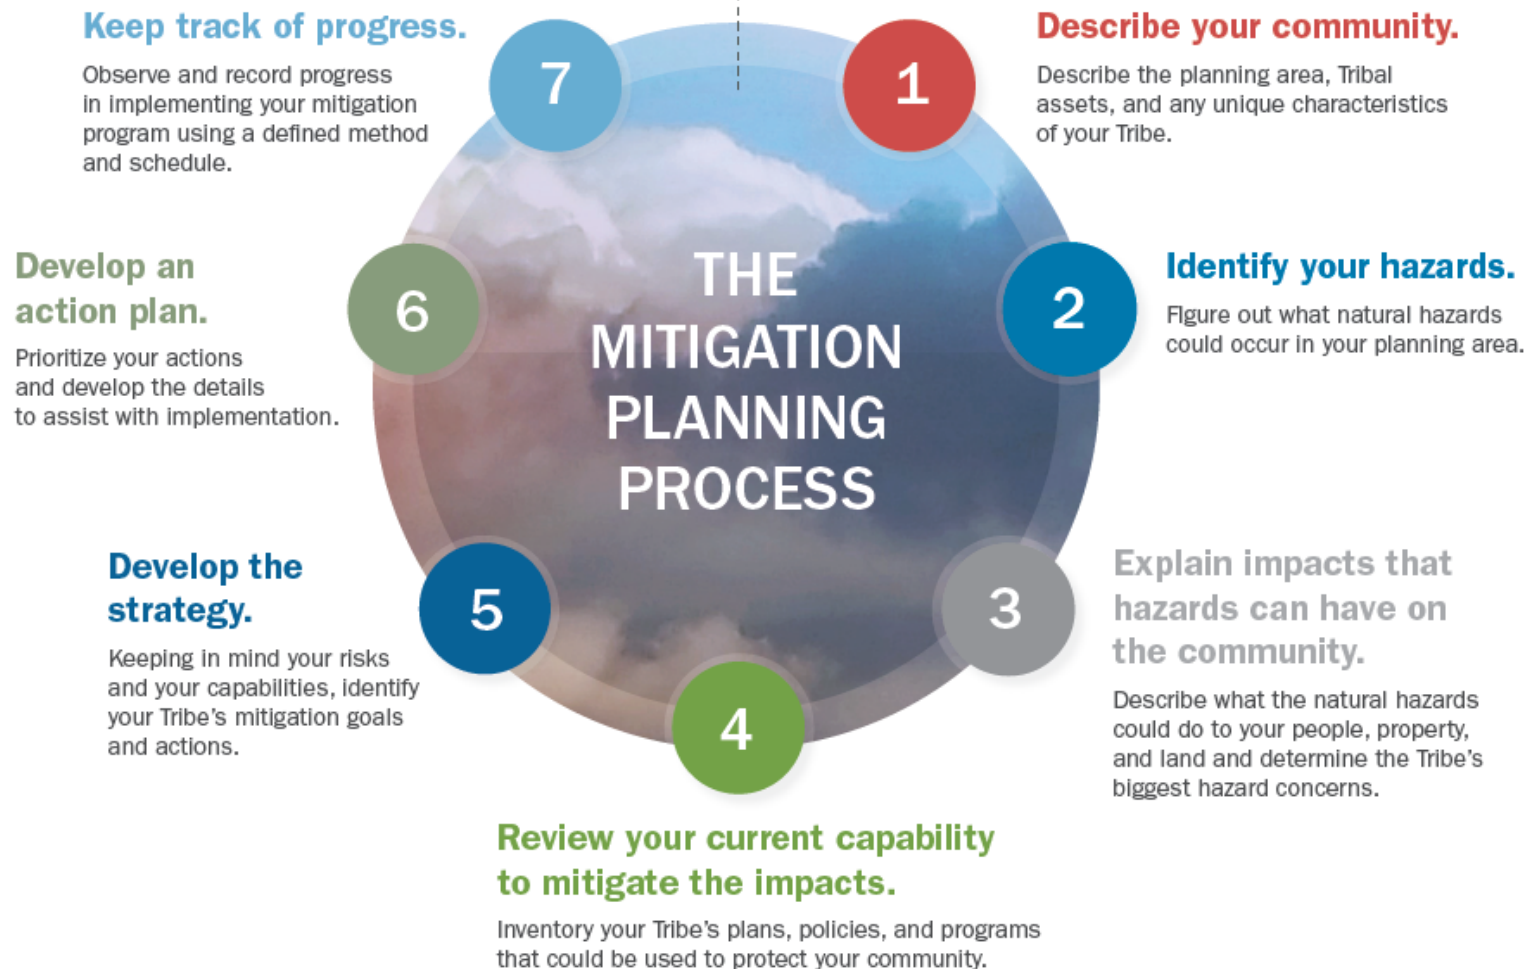 THE
MITIGATION
PLANNING
PROCESS
1
Describe your community.
Describe the planning area, Tribal
assets, and any unique characteristics
of your Tribe.
2
Identify your hazards.
FIgure out what natural hazards
could occur in your planning area.
3
Explain impacts that
hazards can have on
the community.
Describe what the natural hazards
could do to your people, property,
and land and determine the Tribe's
biggest hazard concerns.
4
Review your current capability
to mitigate the impacts.
Inventory your Tribe's plans, policies, and programs
that could be used to protect your community.
5
Develop the
strategy.
Keeping in mind your risks
and your capabilities, identify
your Tribe's mitigation goals
and actions.
6
Develop an
action plan.
Prioritize your actions
and develop the details
to assist with implementation.
7
Keep track of progress.
Observe and record progress
in implementing your mitigation
program using a defined method
and schedule.